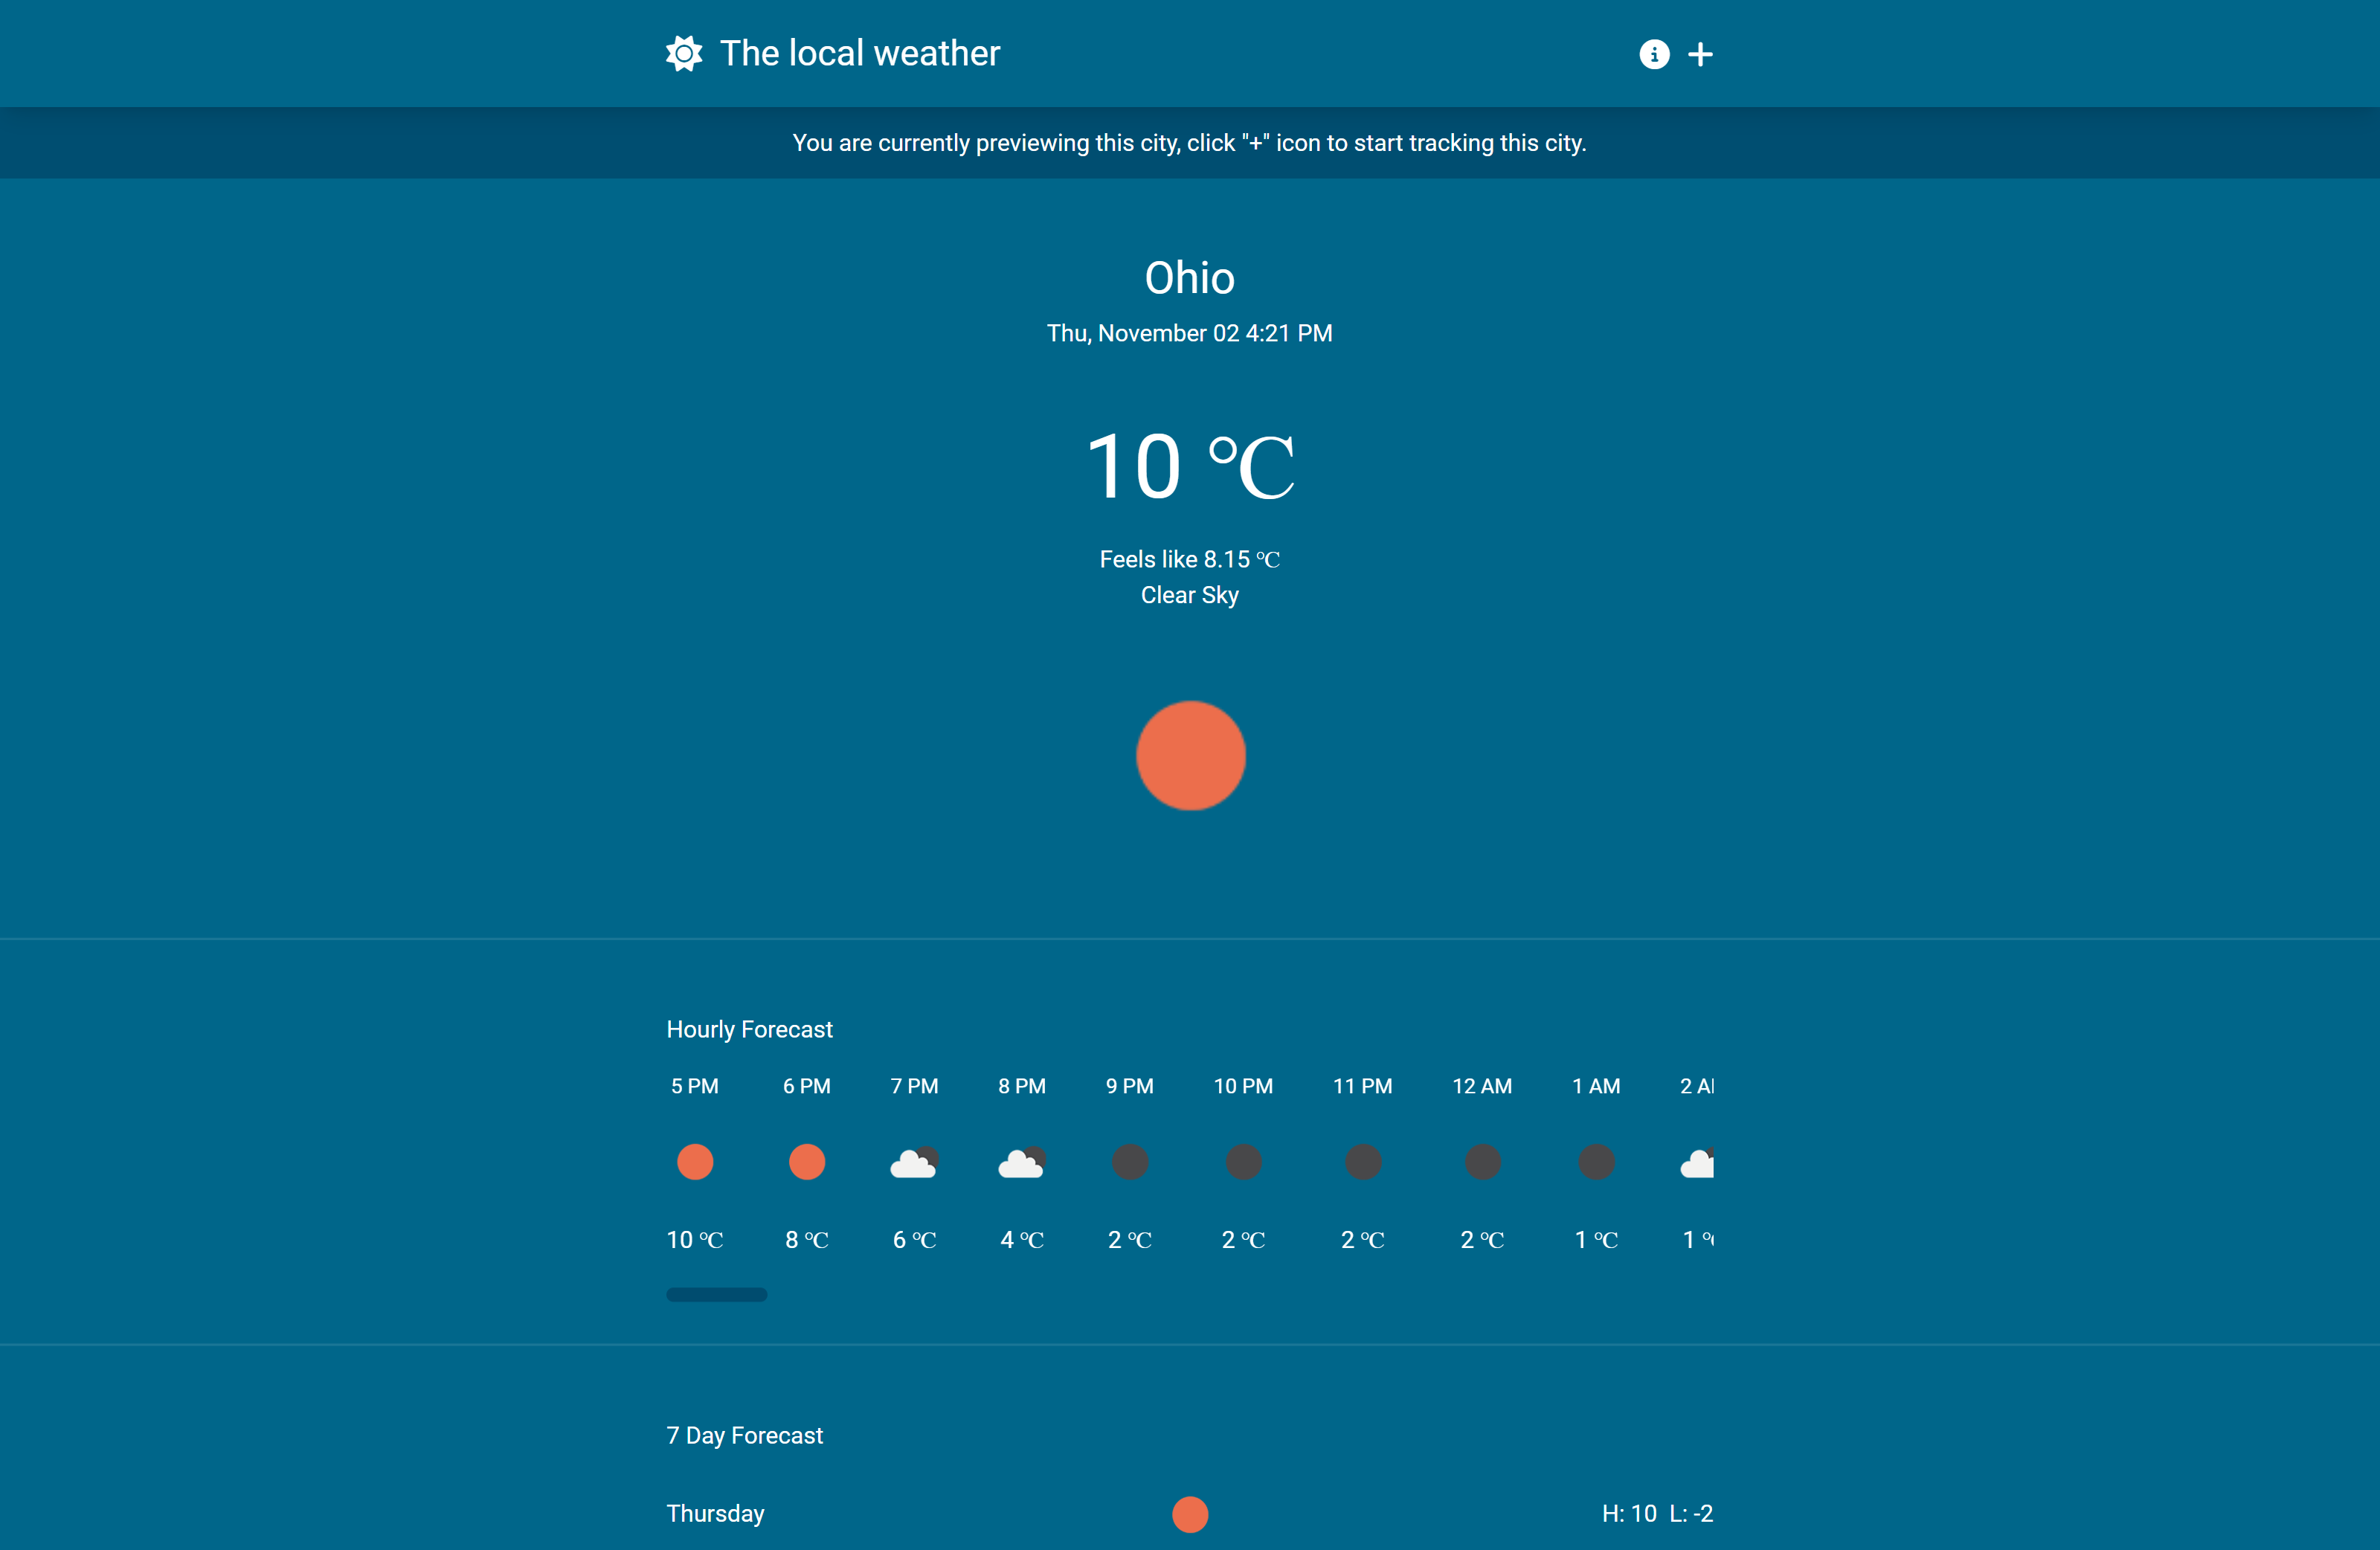 The local weather
You are currently previewing this city, click "+" icon to start tracking this city.
Ohio
Thu, November 02 4:21 PM
10 ℃
Feels like 8.15 ℃
Clear Sky
Hourly Forecast
5 PM 6 PM 7 PM 8 PM 9 PM 10 PM 11 PM 12 AM 1 AM 2 A
10 ℃ 8 ℃ 6 ℃ 4 ℃ 2 ℃ 2 ℃ 2 ℃ 2 ℃ 1 ℃ 1 °
7 Day Forecast
Thursday H: 10 L: -2